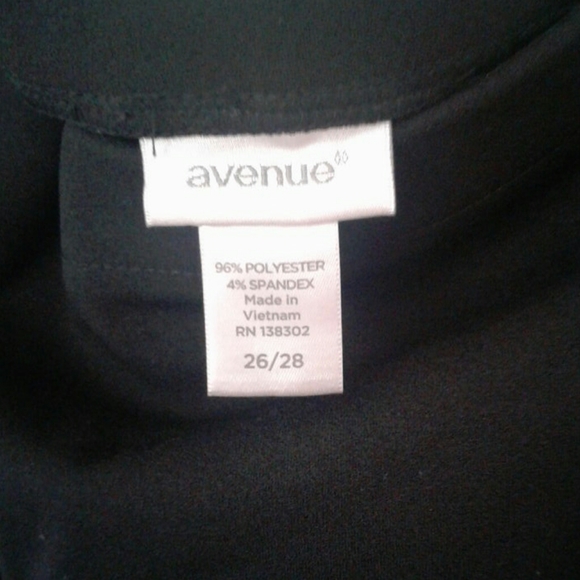 avenue
96% POLYESTER
4% SPANDEX
Made in
Vietnam
RN 138302
26/28